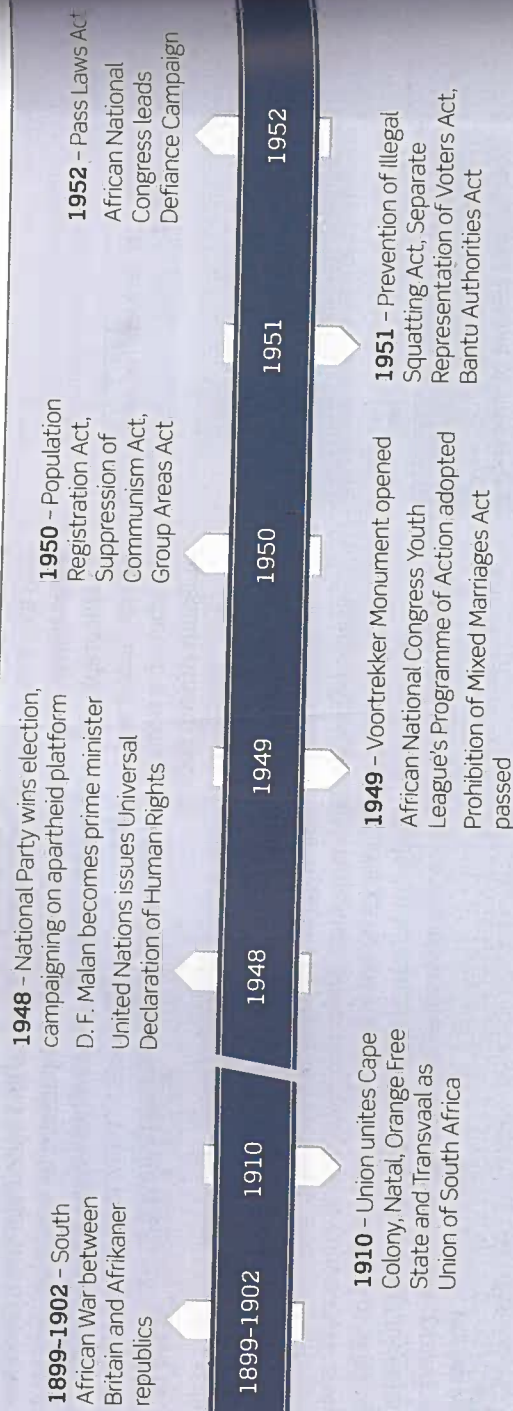 1899-1902 – South
African War between
Britain and Afrikaner
republics
1899-1902
1910
1910 – Union unites Cape
Colony, Natal, Orange Free
State and Transvaal as
Union of South Africa
1948 – National Party wins election,
campaigning on apartheid platform
D. F. Malan becomes prime minister
United Nations issues Universal
Declaration of Human Rights
1948
1949
1949 – Voortrekker Monument opened
African National Congress Youth
League's Programme of Action adopted
Prohibition of Mixed Marriages Act
passed
1950 – Population
Registration Act,
Suppression of
Communism Act,
Group Areas Act
1950
1951
1951 – Prevention of Illegal
Squatting Act, Separate
Representation of Voters Act,
Bantu Authorities Act
1952 – Pass Laws Act
African National
Congress leads
Defiance Campaign
1952